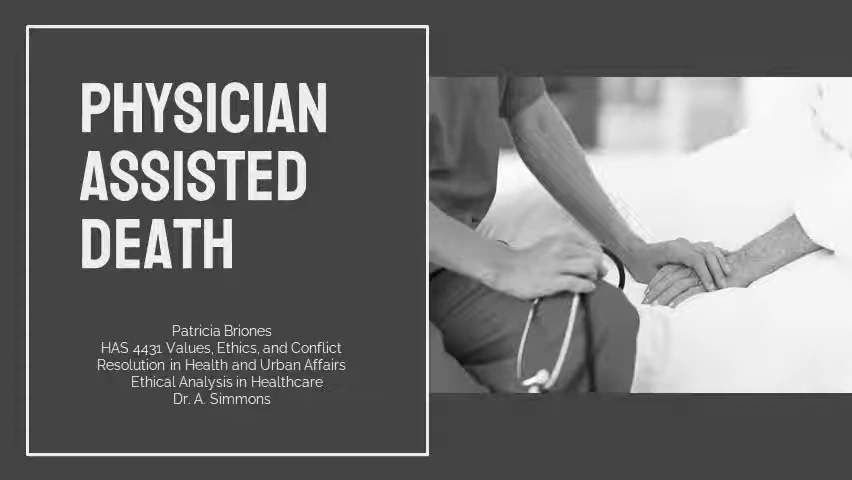 PHYSICIAN
ASSISTED
DEATH
Patricia Briones
HAS 4431 Values, Ethics, and Conflict
Resolution in Health and Urban Affairs
Ethical Analysis in Healthcare
Dr. A. Simmons